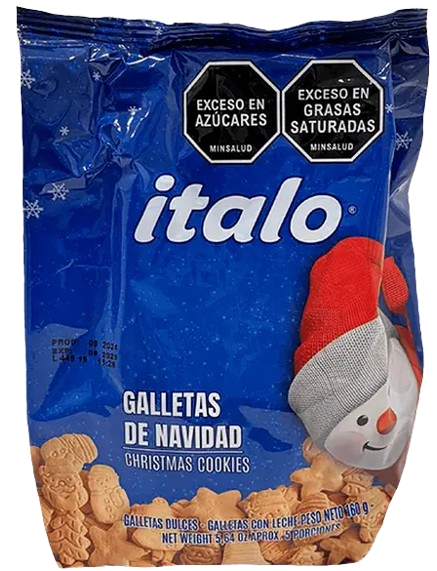 EXCESO EN
AZÚCARES
MINSALUD
EXCESO EN
GRASAS
SATURADAS
MINSALUD
italo®
GALLETAS
DE NAVIDAD
CHRISTMAS COOKIES
GALLETAS DULCES - GALLETAS CON LECHE PESO NETO 160 g -
NET WEIGHT 5,64 OZ APROX. 5 PORCIONES